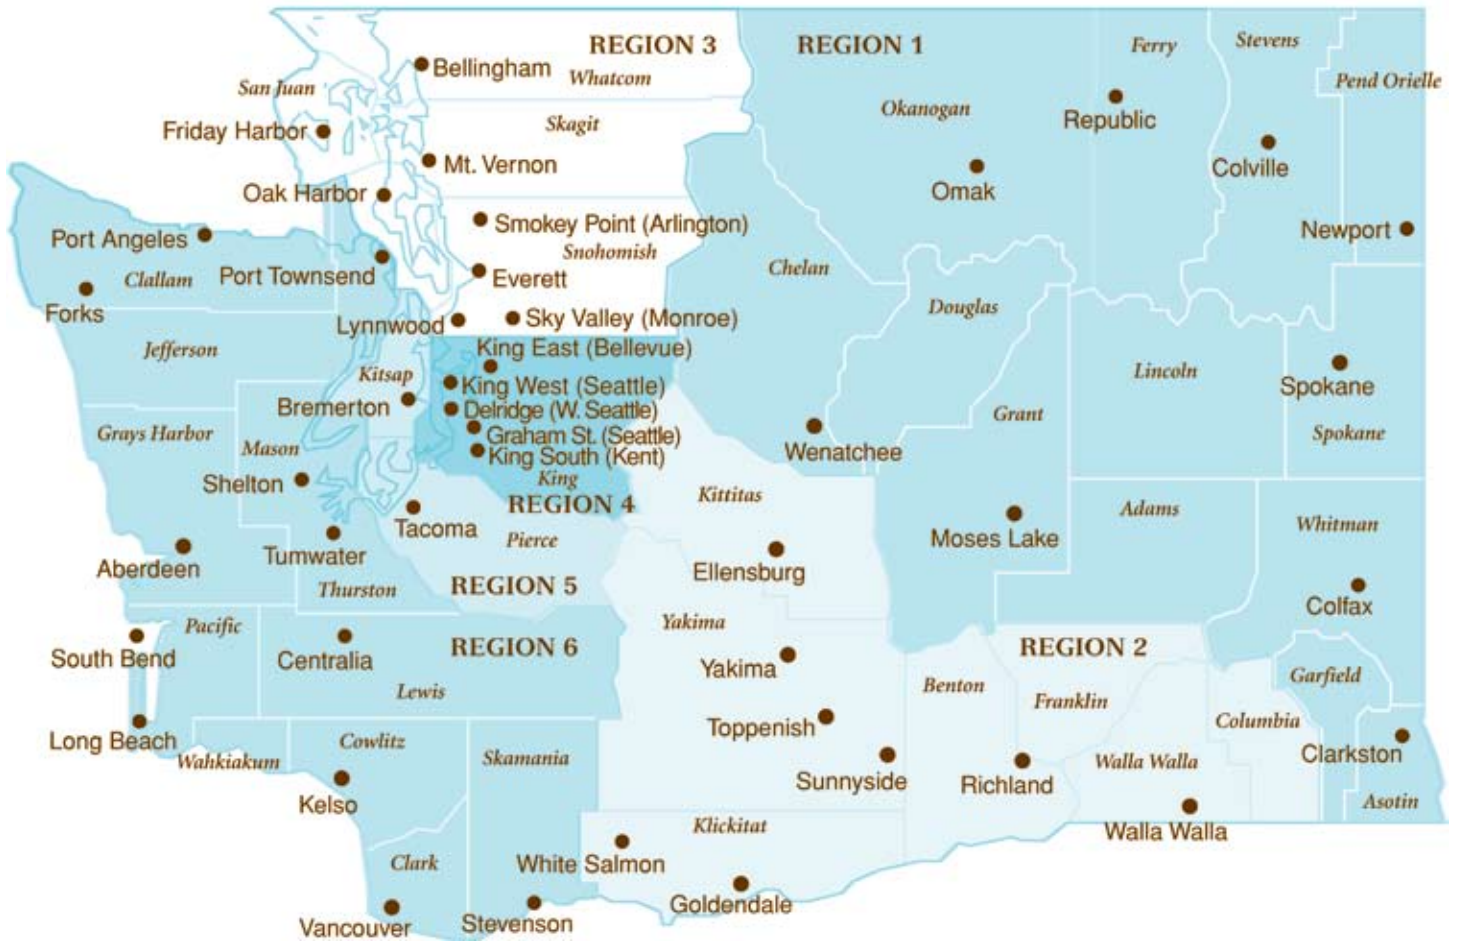 REGION 3
REGION 1
Ferry
Stevens
Bellingham
Whatcom
Pend Orielle
San Juan
Okanogan
Republic
Friday Harbor
Skagit
Mt. Vernon
Colville
Omak
Oak Harbor
Smokey Point (Arlington)
Newport
Port Angeles
Snohomish
Port Townsend
Everett
Chelan
Clallam
Forks
Douglas
Lynnwood
Sky Valley (Monroe)
Jefferson
King East (Bellevue)
Kitsap
King West (Seattle)
Lincoln
Spokane
Bremerton
Delridge (W. Seattle)
Grant
Grays Harbor
Graham St. (Seattle)
Spokane
Mason
King South (Kent)
Wenatchee
Shelton
King
Kittitas
REGION 4
Adams
Tacoma
Whitman
Pierce
Moses Lake
Tumwater
Aberdeen
Ellensburg
Thurston
REGION 5
Colfax
Pacific
Yakima
South Bend
Centralia
REGION 6
REGION 2
Yakima
Garfield
Lewis
Benton
Franklin
Columbia
Toppenish
Long Beach
Cowlitz
Clarkston
Wahkiakum
Skamania
Walla Walla
Sunnyside
Richland
Kelso
Asotin
Klickitat
Walla Walla
Clark
White Salmon
Goldendale
Vancouver
Stevenson